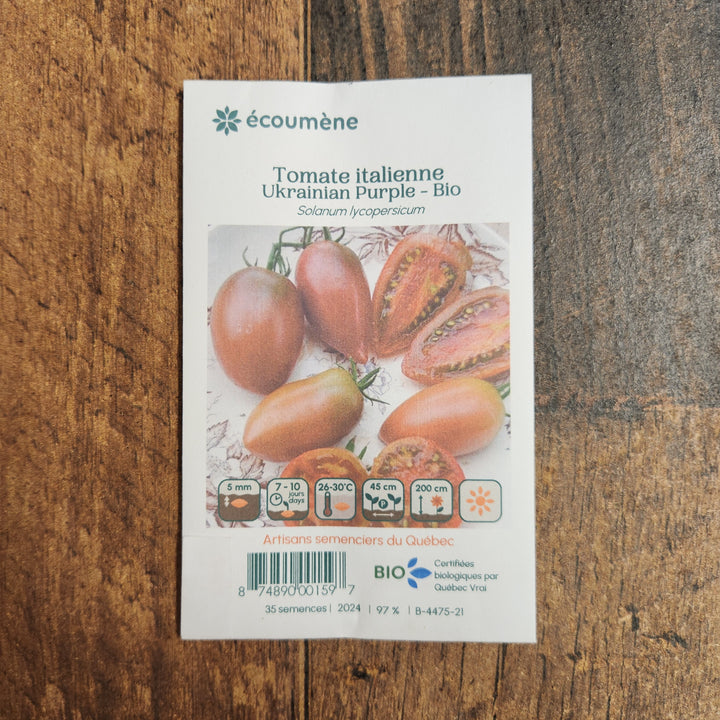 écoumène
Tomate italienne
Ukrainian Purple - Bio
Solanum lycopersicum
5 mm
7 - 10
jours
days
26-30°C
45 cm
P
200 cm
Artisans semenciers du Québec
8 74890 00159 7
BIO
Certifiées
biologiques par
Québec Vrai
35 semences | 2024 | 97 % | B-4475-21